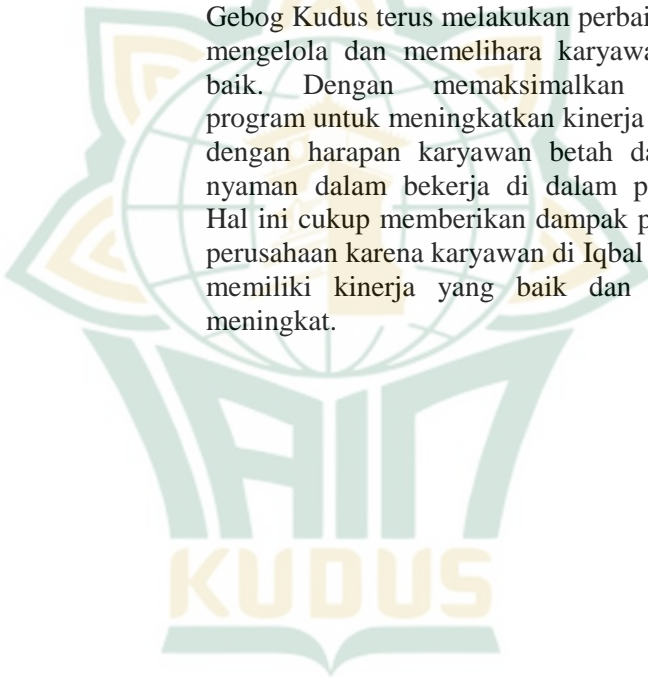 Gebog Kudus terus melakukan perbai
mengelola dan memelihara karyawa
baik. Dengan memaksimalkan
program untuk meningkatkan kinerja
dengan harapan karyawan betah da
nyaman dalam bekerja di dalam p
Hal ini cukup memberikan dampak p
perusahaan karena karyawan di Iqbal
memiliki kinerja yang baik dan
meningkat.
IAIN
KUDUS